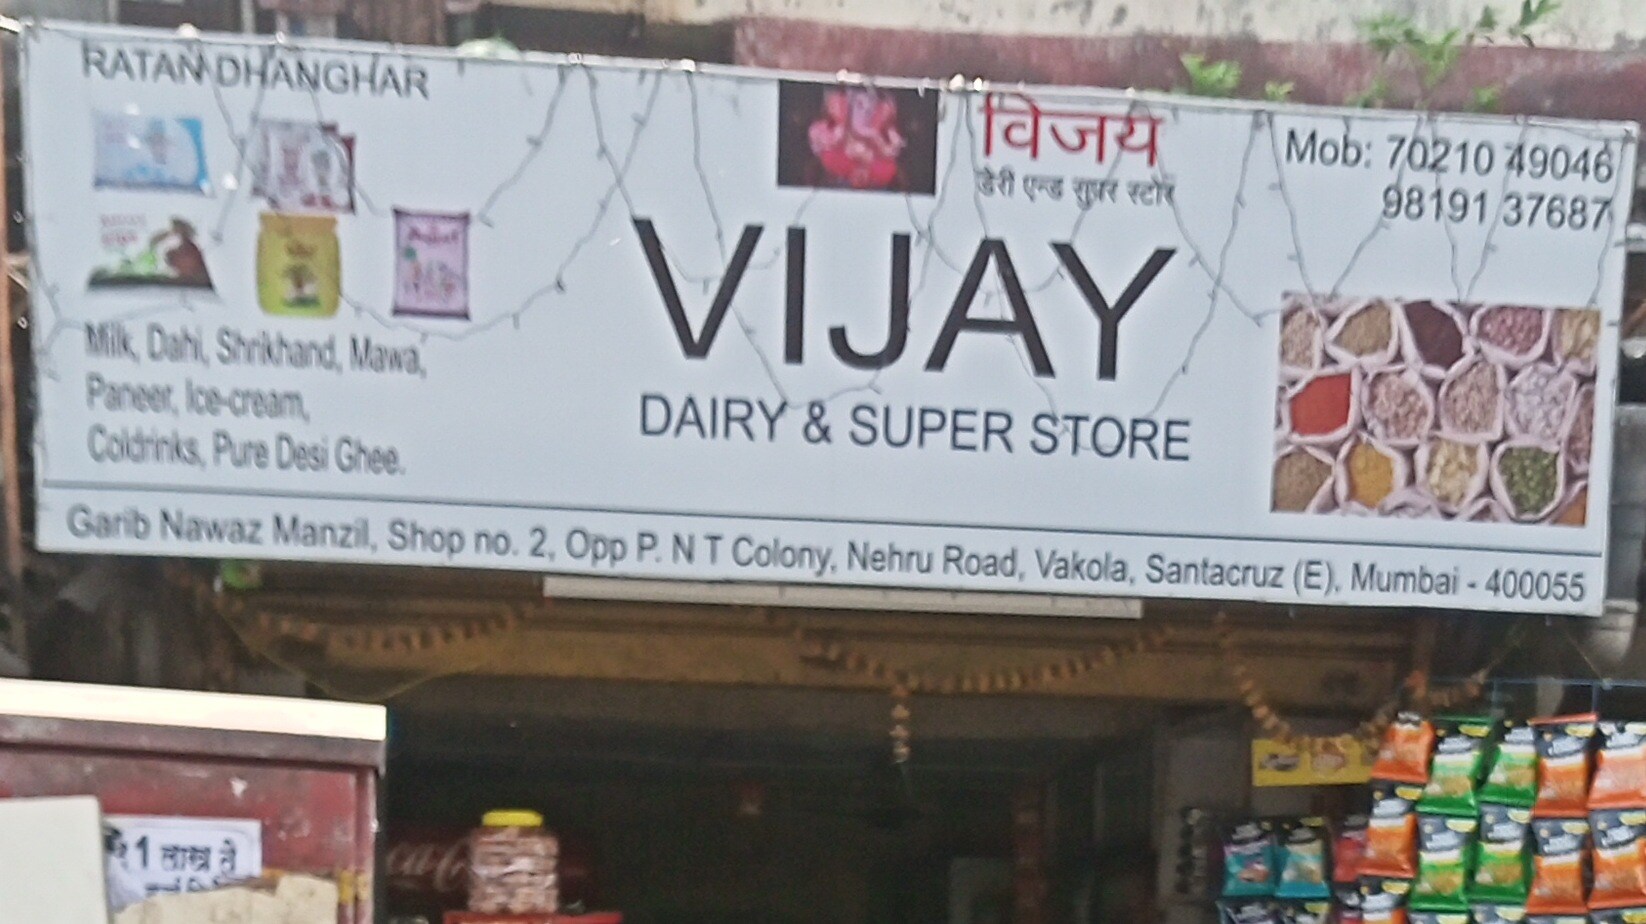 RATAN DHANGHAR
विजय
डेरी एन्ड सुपर स्टोर
Mob: 70210 49046
98191 37687
VIJAY
DAIRY & SUPER STORE
Milk, Dahi, Shrikhand, Mawa,
Paneer, Ice-cream,
Coldrinks, Pure Desi Ghee.
Garib Nawaz Manzil, Shop no. 2, Opp P. N T Colony, Nehru Road, Vakola, Santacruz (E), Mumbai - 400055
1 लाख ते